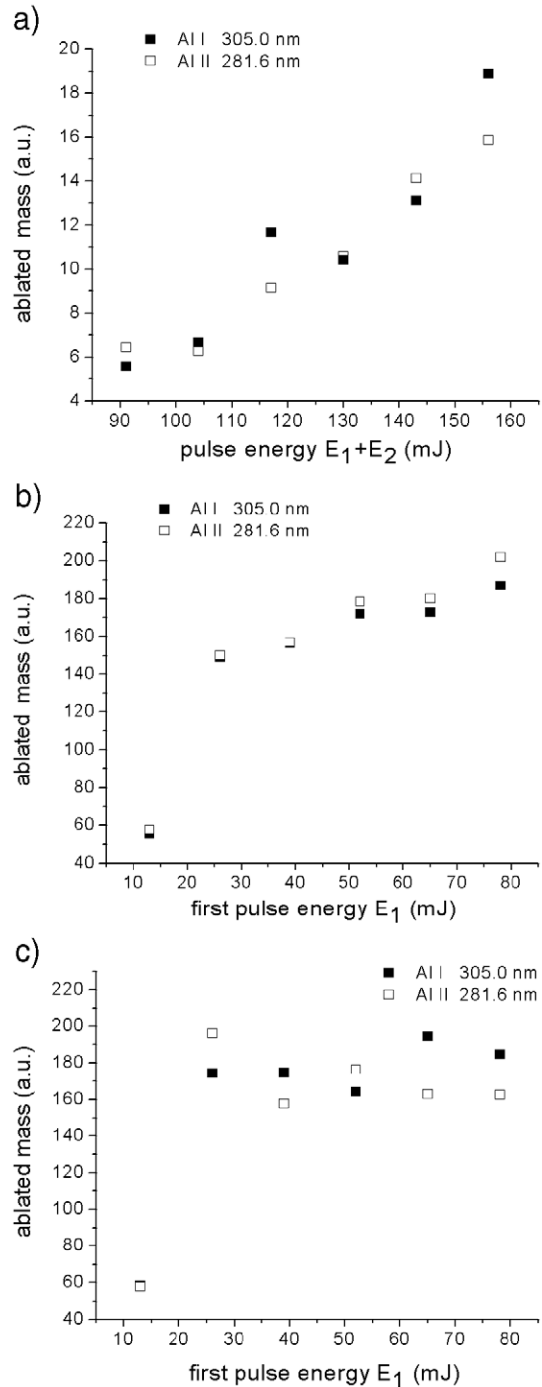 a)
Al I 305.0 nm
Al II 281.6 nm
20
18
16
14
12
10
8
6
4
ablated mass (a.u.)
90 100 110 120 130 140 150 160
pulse energy E₁+E₂ (mJ)
b)
Al I 305.0 nm
Al II 281.6 nm
220
200
180
160
140
120
100
80
60
40
ablated mass (a.u.)
10 20 30 40 50 60 70 80
first pulse energy E₁ (mJ)
c)
Al I 305.0 nm
Al II 281.6 nm
220
200
180
160
140
120
100
80
60
40
ablated mass (a.u.)
10 20 30 40 50 60 70 80
first pulse energy E₁ (mJ)